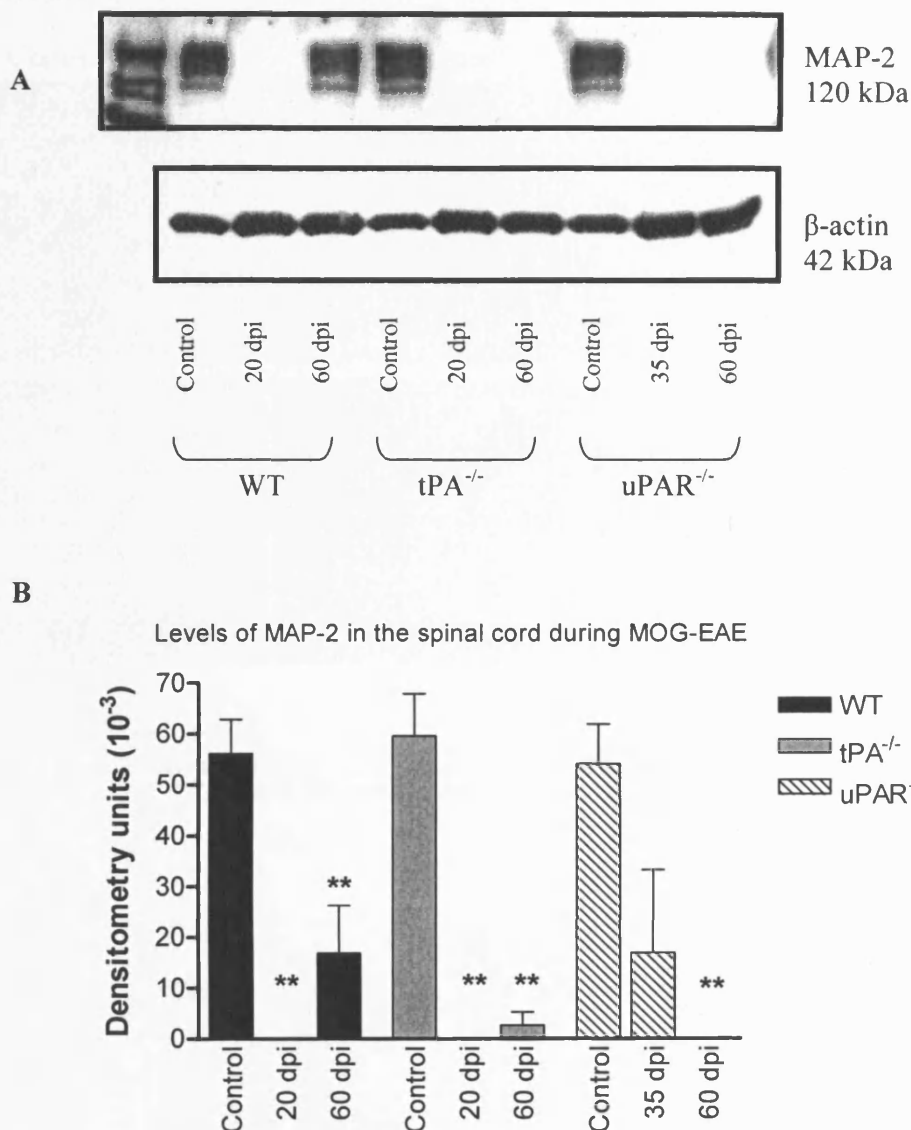 A
MAP-2
120 kDa
β-actin
42 kDa
Control
20 dpi
60 dpi
Control
20 dpi
60 dpi
Control
35 dpi
60 dpi
WT
tPA-/-
uPAR-/-
B
Levels of MAP-2 in the spinal cord during MOG-EAE
Densitometry units (10-3)
70
60
50
40
30
20
10
0
**
**
**
**
**
WT
tPA-/-
uPAR-
Control
20 dpi
60 dpi
Control
20 dpi
60 dpi
Control
35 dpi
60 dpi